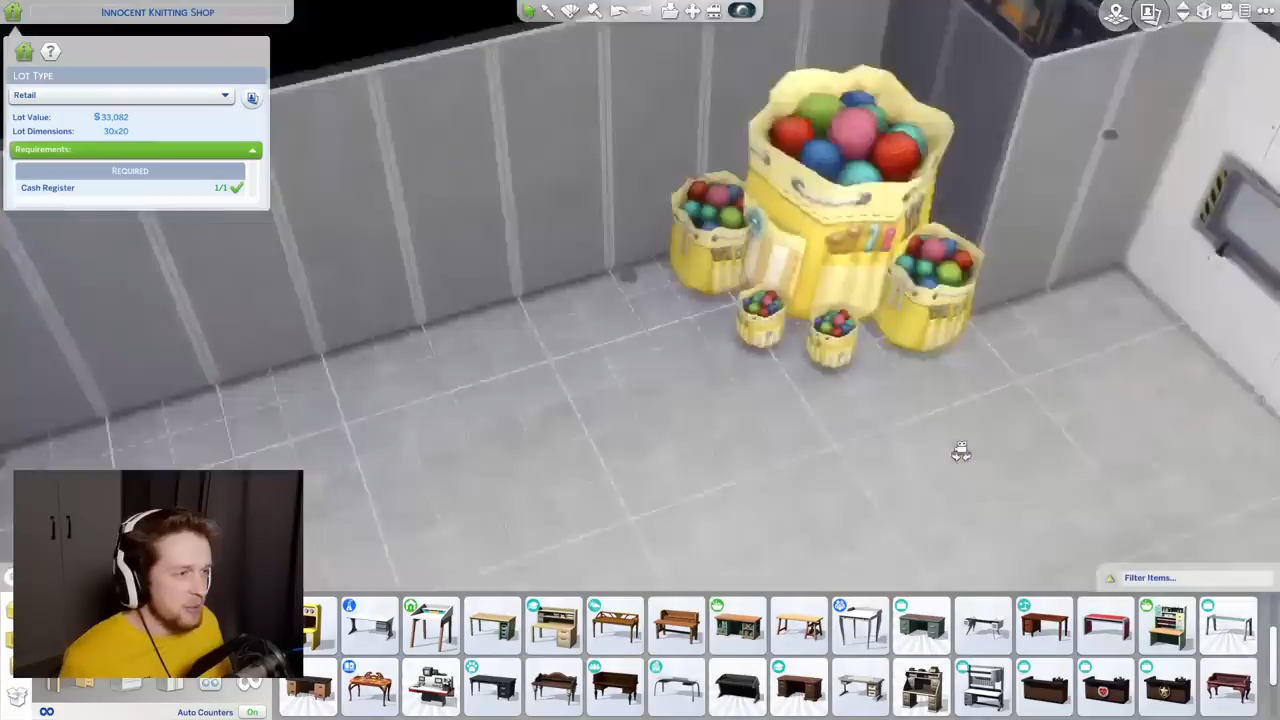 INNOCENT KNITTING SHOP
LOT TYPE
Retail
Lot Value: §33,082
Lot Dimensions: 30x20
Requirements:
REQUIRED
Cash Register 1/1
Filter Items...
Auto Counters On